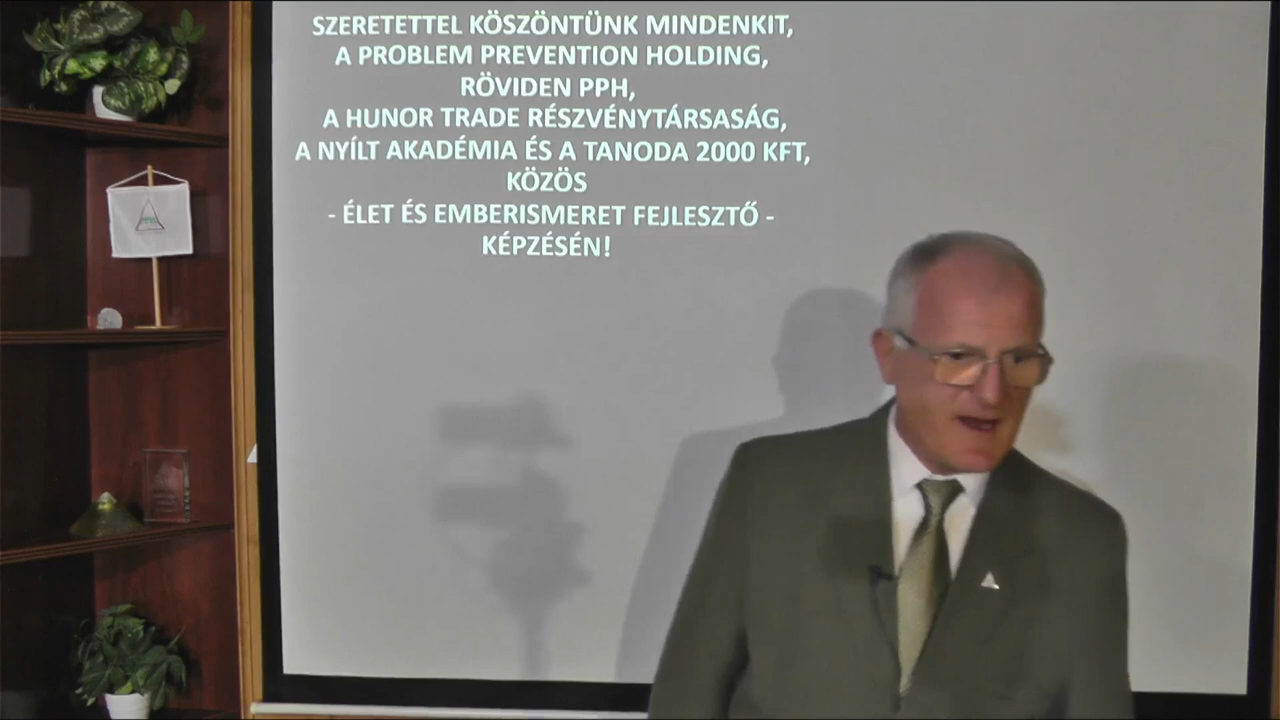 SZERETETTEL KÖSZÖNTÜNK MINDENKIT,
A PROBLEM PREVENTION HOLDING,
RÖVIDEN PPH,
A HUNOR TRADE RÉSZVÉNYTÁRSASÁG,
A NYÍLT AKADÉMIA ÉS A TANODA 2000 KFT,
KÖZÖS
- ÉLET ÉS EMBERISMERET FEJLESZTŐ -
KÉPZÉSÉN!